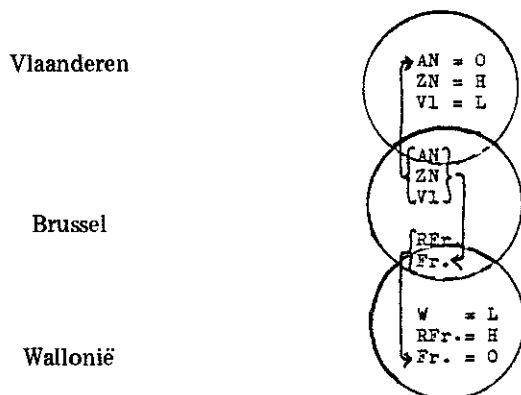 Vlaanderen
AN = O
ZN = H
Vl = L
AN
ZN
Vl
Brussel
RFr
Fr.
W = L
RFr. = H
Wallonië
Fr. = O